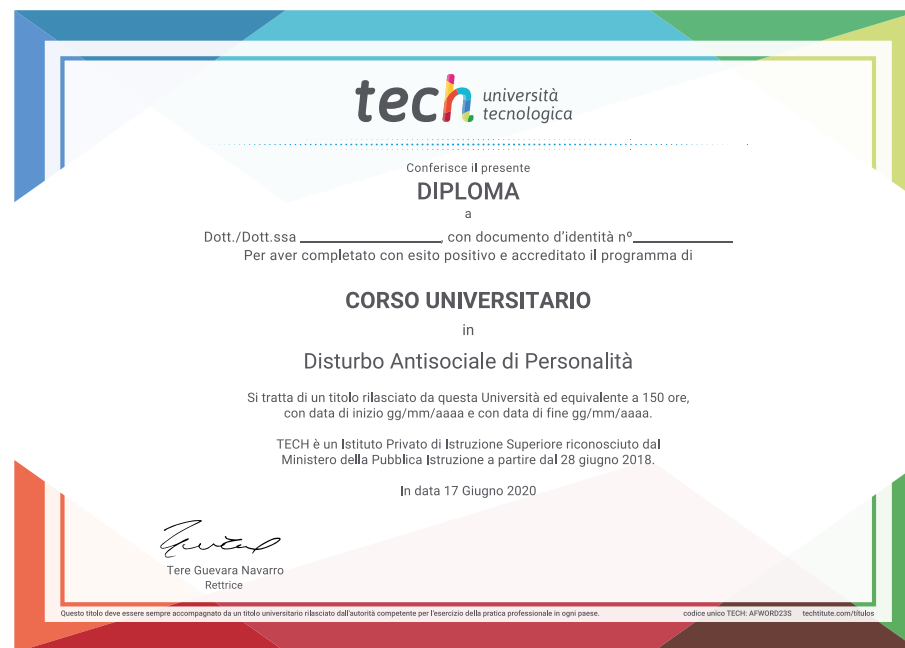 tech università
tecnologica
Conferisce il presente
DIPLOMA
a
Dott./Dott.ssa ________________, con documento d'identità nº____________
Per aver completato con esito positivo e accreditato il programma di
CORSO UNIVERSITARIO
in
Disturbo Antisociale di Personalità
Si tratta di un titolo rilasciato da questa Università ed equivalente a 150 ore,
con data di inizio gg/mm/aaaa e con data di fine gg/mm/aaaa.
TECH è un Istituto Privato di Istruzione Superiore riconosciuto dal
Ministero della Pubblica Istruzione a partire dal 28 giugno 2018.
In data 17 Giugno 2020
Tere Guevara Navarro
Rettrice
Questo titolo deve essere sempre accompagnato da un titolo universitario rilasciato dall'autorità competente per l'esercizio della pratica professionale in ogni paese. codice unico TECH: AFWORD23S techtitute.com/títulos